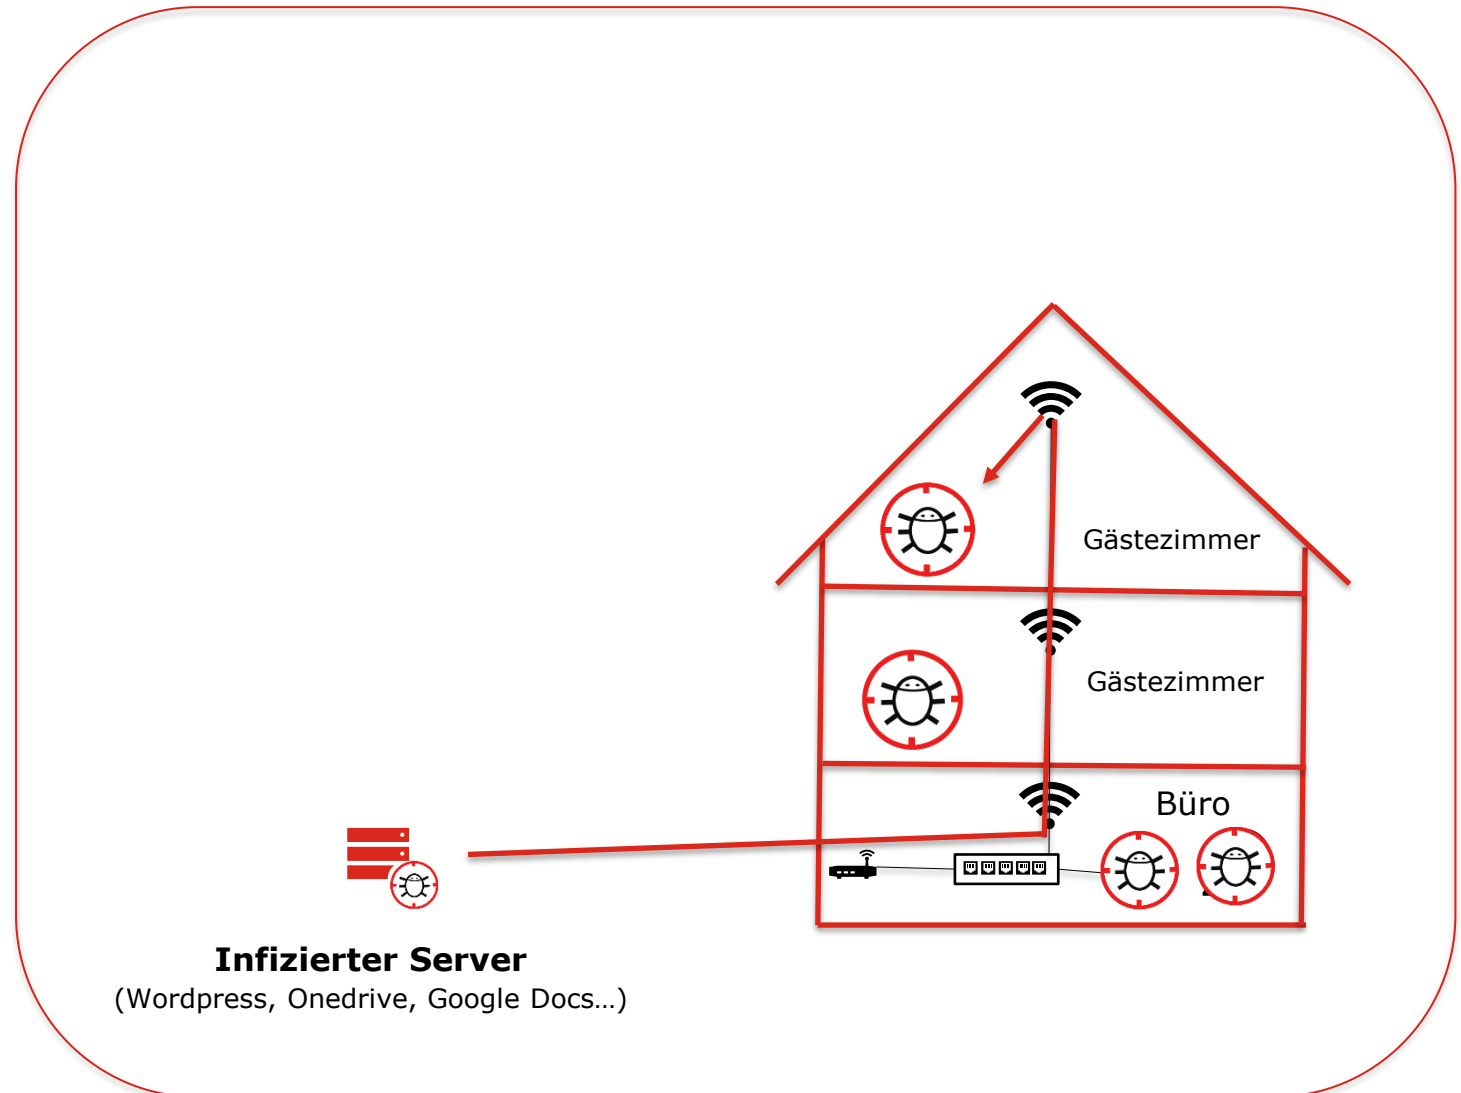 Gästezimmer
Gästezimmer
Büro
Infizierter Server
(Wordpress, Onedrive, Google Docs…)